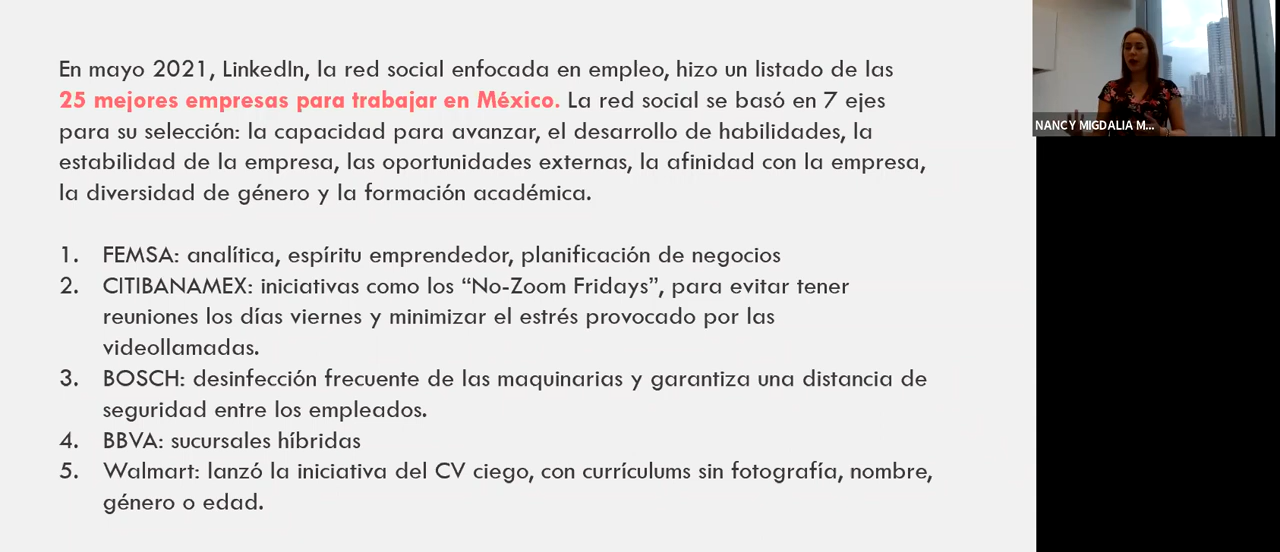 En mayo 2021, LinkedIn, la red social enfocada en empleo, hizo un listado de las
25 mejores empresas para trabajar en México. La red social se basó en 7 ejes
para su selección: la capacidad para avanzar, el desarrollo de habilidades, la
estabilidad de la empresa, las oportunidades externas, la afinidad con la empresa,
la diversidad de género y la formación académica.
1. FEMSA: analítica, espíritu emprendedor, planificación de negocios
2. CITIBANAMEX: iniciativas como los “No-Zoom Fridays”, para evitar tener
reuniones los días viernes y minimizar el estrés provocado por las
videollamadas.
3. BOSCH: desinfección frecuente de las maquinarias y garantiza una distancia de
seguridad entre los empleados.
4. BBVA: sucursales híbridas
5. Walmart: lanzó la iniciativa del CV ciego, con currículums sin fotografía, nombre,
género o edad.
NANCY MIGDALIA M...